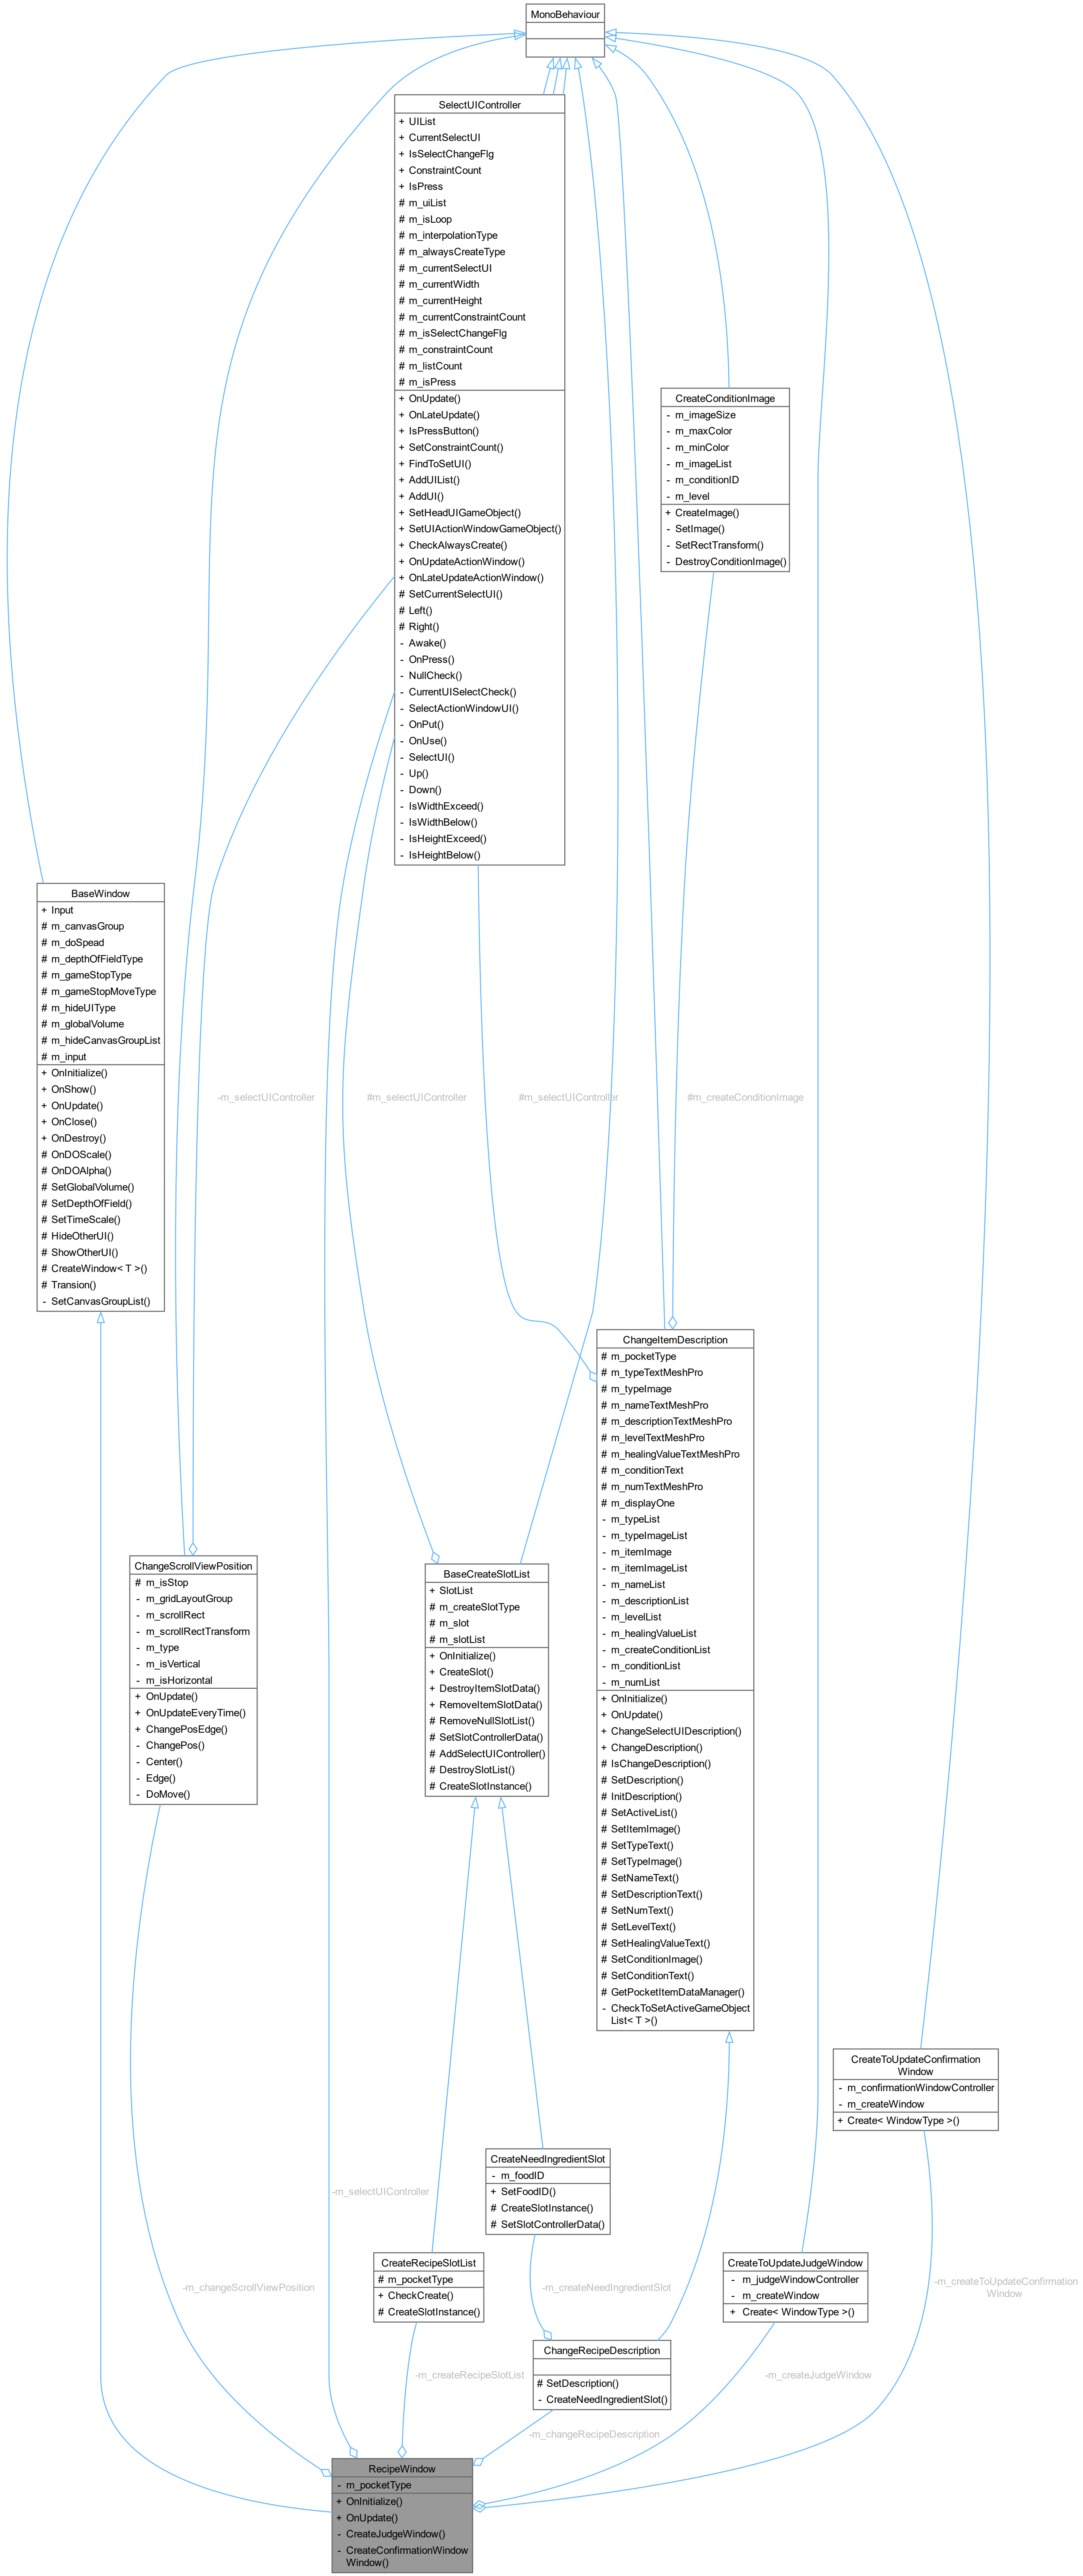 MonoBehaviour
SelectUIController
+ UIList
+ CurrentSelectUI
+ IsSelectChangeFlg
+ ConstraintCount
+ IsPress
# m_uiList
# m_isLoop
# m_interpolationType
# m_alwaysCreateType
# m_currentSelectUI
# m_currentWidth
# m_currentHeight
# m_currentConstraintCount
# m_isSelectChangeFlg
# m_constraintCount
# m_listCount
# m_isPress
+ OnUpdate()
+ OnLateUpdate()
+ IsPressButton()
+ SetConstraintCount()
+ FindToSetUI()
+ AddUIList()
+ AddUI()
+ SetHeadUIGameObject()
+ SetUIActionWindowGameObject()
+ CheckAlwaysCreate()
+ OnUpdateActionWindow()
+ OnLateUpdateActionWindow()
# SetCurrentSelectUI()
# Left()
# Right()
- Awake()
- OnPress()
- NullCheck()
- CurrentUISelectCheck()
- SelectActionWindowUI()
- OnPut()
- OnUse()
- SelectUI()
- Up()
- Down()
- IsWidthExceed()
- IsWidthBelow()
- IsHeightExceed()
- IsHeightBelow()
CreateConditionImage
- m_imageSize
- m_maxColor
- m_minColor
- m_imageList
- m_conditionID
- m_level
+ CreateImage()
- SetImage()
- SetRectTransform()
- DestroyConditionImage()
BaseWindow
+ Input
# m_canvasGroup
# m_doSpead
# m_depthOfFieldType
# m_gameStopType
# m_gameStopMoveType
# m_hideUIType
# m_globalVolume
# m_hideCanvasGroupList
# m_input
+ OnInitialize()
+ OnShow()
+ OnUpdate()
+ OnClose()
+ OnDestroy()
# OnDOScale()
# OnDOAlpha()
# SetGlobalVolume()
# SetDepthOfField()
# SetTimeScale()
# HideOtherUI()
# ShowOtherUI()
# CreateWindow< T >()
# Transion()
- SetCanvasGroupList()
-m_selectUIController
#m_selectUIController
#m_selectUIController
#m_createConditionImage
ChangeItemDescription
# m_pocketType
# m_typeTextMeshPro
# m_typeImage
# m_nameTextMeshPro
# m_descriptionTextMeshPro
# m_levelTextMeshPro
# m_healingValueTextMeshPro
# m_conditionText
# m_numTextMeshPro
# m_displayOne
- m_typeList
- m_typeImageList
- m_itemImage
- m_itemImageList
- m_nameList
- m_descriptionList
- m_levelList
- m_healingValueList
- m_createConditionList
- m_conditionList
- m_numList
+ OnInitialize()
+ OnUpdate()
+ ChangeSelectUIDescription()
+ ChangeDescription()
# IsChangeDescription()
# SetDescription()
# InitDescription()
# SetActiveList()
# SetItemImage()
# SetTypeText()
# SetTypeImage()
# SetNameText()
# SetDescriptionText()
# SetNumText()
# SetLevelText()
# SetHealingValueText()
# SetConditionImage()
# SetConditionText()
# GetPocketItemDataManager()
- CheckToSetActiveGameObject
List< T >()
ChangeScrollViewPosition
# m_isStop
- m_gridLayoutGroup
- m_scrollRect
- m_scrollRectTransform
- m_type
- m_isVertical
- m_isHorizontal
+ OnUpdate()
+ OnUpdateEveryTime()
+ ChangePosEdge()
- ChangePos()
- Center()
- Edge()
- DoMove()
BaseCreateSlotList
+ SlotList
# m_createSlotType
# m_slot
# m_slotList
+ OnInitialize()
+ CreateSlot()
+ DestroyItemSlotData()
+ RemoveItemSlotData()
# RemoveNullSlotList()
# SetSlotControllerData()
# AddSelectUIController()
# DestroySlotList()
# CreateSlotInstance()
CreateToUpdateConfirmation
Window
- m_confirmationWindowController
- m_createWindow
+ Create< WindowType >()
CreateNeedIngredientSlot
- m_foodID
+ SetFoodID()
# CreateSlotInstance()
# SetSlotControllerData()
-m_selectUIController
CreateRecipeSlotList
# m_pocketType
+ CheckCreate()
# CreateSlotInstance()
CreateToUpdateJudgeWindow
- m_judgeWindowController
- m_createWindow
+ Create< WindowType >()
-m_changeScrollViewPosition
-m_createNeedIngredientSlot
-m_createToUpdateConfirmation
Window
ChangeRecipeDescription
# SetDescription()
- CreateNeedIngredientSlot()
-m_createRecipeSlotList
-m_createJudgeWindow
-m_changeRecipeDescription
RecipeWindow
- m_pocketType
+ OnInitialize()
+ OnUpdate()
- CreateJudgeWindow()
- CreateConfirmationWindow
Window()